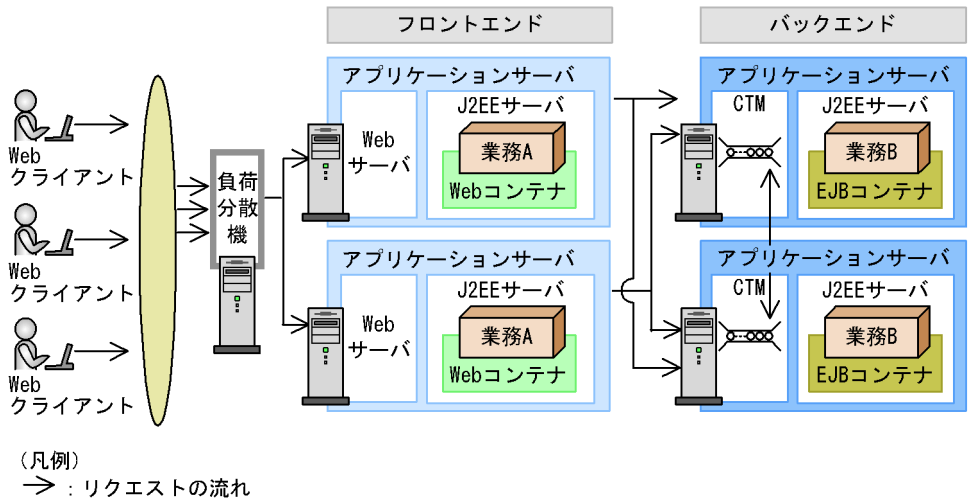 フロントエンド
バックエンド
Web
クライアント
Web
クライアント
Web
クライアント
負荷
分散
機
アプリケーションサーバ
Web
サーバ
J2EEサーバ
業務A
Webコンテナ
アプリケーションサーバ
Web
サーバ
J2EEサーバ
業務A
Webコンテナ
アプリケーションサーバ
CTM
J2EEサーバ
業務B
EJBコンテナ
アプリケーションサーバ
CTM
J2EEサーバ
業務B
EJBコンテナ
(凡例)
→ : リクエストの流れ